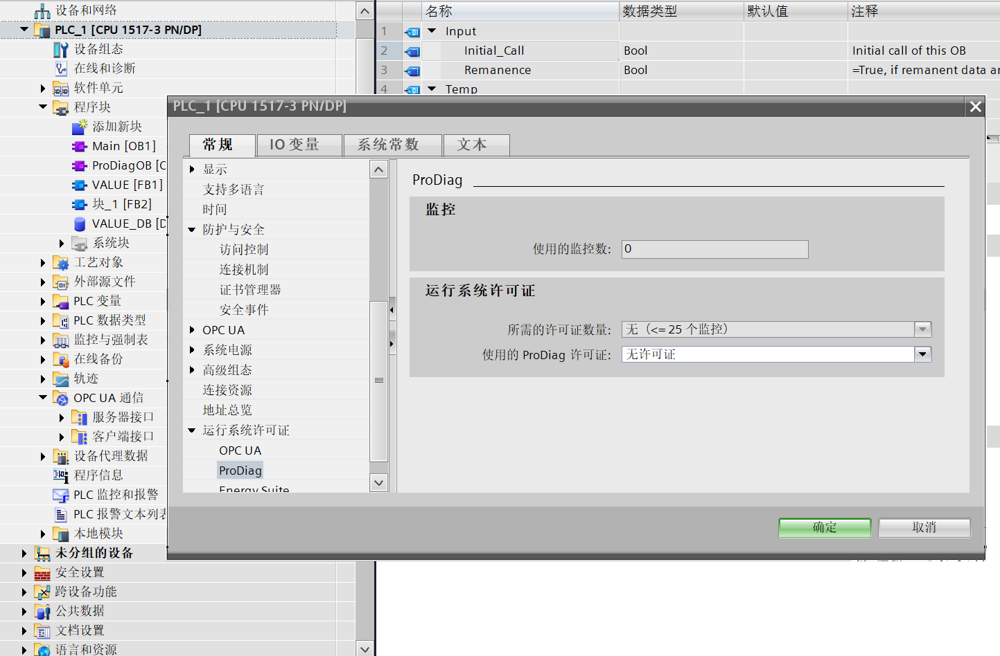 设备和网络
PLC_1 [CPU 1517-3 PN/DP]
设备组态
在线和诊断
软件单元
程序块
添加新块
Main [OB1]
ProDiagOB [O
VALUE [FB1]
块_1 [FB2]
VALUE_DB [D
系统块
工艺对象
外部源文件
PLC 变量
PLC 数据类型
监控与强制表
在线备份
轨迹
OPC UA 通信
服务器接口
客户端接口
设备代理数据
程序信息
PLC 监控和报警
PLC 报警文本列表
本地模块
未分组的设备
安全设置
跨设备功能
公共数据
文档设置
语言和资源
名称 数据类型 默认值 注释
1 Input
2 Initial_Call Bool Initial call of this OB
3 Remanence Bool =True, if remanent data ar
4 Temp
PLC_1 [CPU 1517-3 PN/DP]
常规 IO 变量 系统常数 文本
显示
支持多语言
时间
防护与安全
访问控制
连接机制
证书管理器
安全事件
OPC UA
系统电源
高级组态
连接资源
地址总览
运行系统许可证
OPC UA
ProDiag
Energy Suite
ProDiag
监控
使用的监控数: 0
运行系统许可证
所需的许可证数量: 无（<= 25 个监控）
使用的 ProDiag 许可证: 无许可证
确定 取消